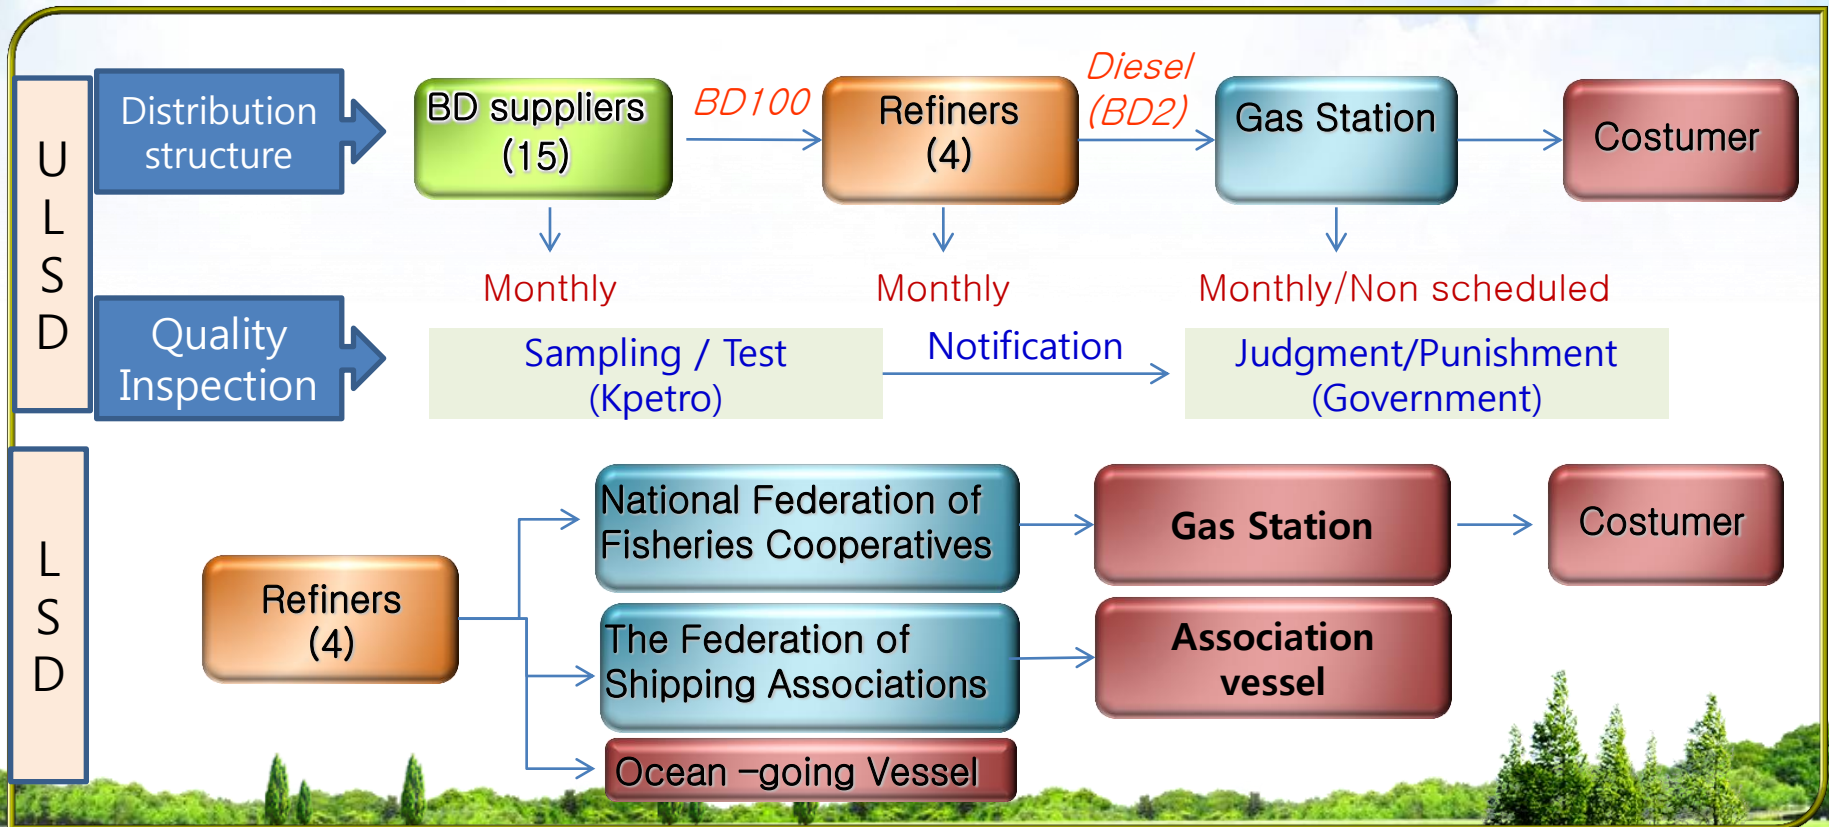 ULSD
Distribution
structure
BD suppliers
(15)
BD100
Refiners
(4)
Diesel
(BD2)
Gas Station
Costumer
Monthly
Monthly
Monthly/Non scheduled
Quality
Inspection
Sampling / Test
(Kpetro)
Notification
Judgment/Punishment
(Government)
LSD
Refiners
(4)
National Federation of
Fisheries Cooperatives
Gas Station
Costumer
The Federation of
Shipping Associations
Association
vessel
Ocean –going Vessel